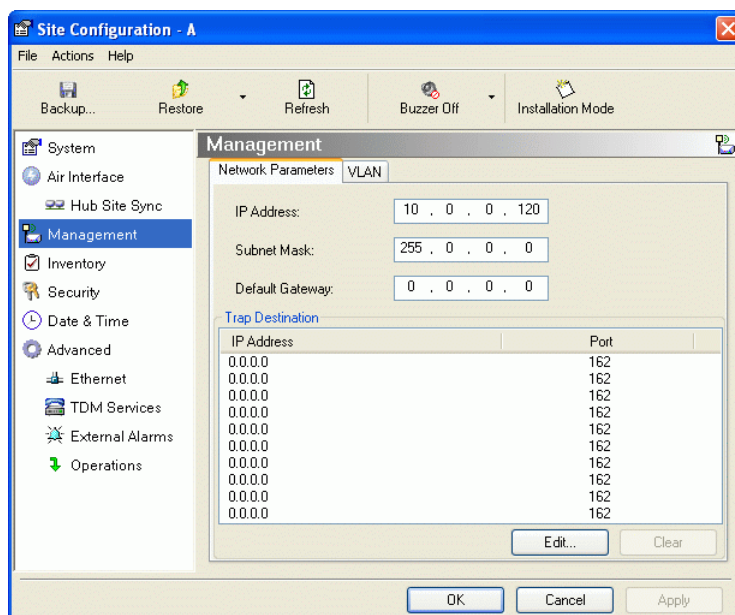 Site Configuration - A
File Actions Help
Backup... Restore Refresh Buzzer Off Installation Mode
System
Air Interface
Hub Site Sync
Management
Inventory
Security
Date & Time
Advanced
Ethernet
TDM Services
External Alarms
Operations
Management
Network Parameters VLAN
IP Address: 10 . 0 . 0 . 120
Subnet Mask: 255 . 0 . 0 . 0
Default Gateway: 0 . 0 . 0 . 0
Trap Destination
IP Address Port
0.0.0.0 162
0.0.0.0 162
0.0.0.0 162
0.0.0.0 162
0.0.0.0 162
0.0.0.0 162
0.0.0.0 162
0.0.0.0 162
0.0.0.0 162
0.0.0.0 162
Edit... Clear
OK Cancel Apply